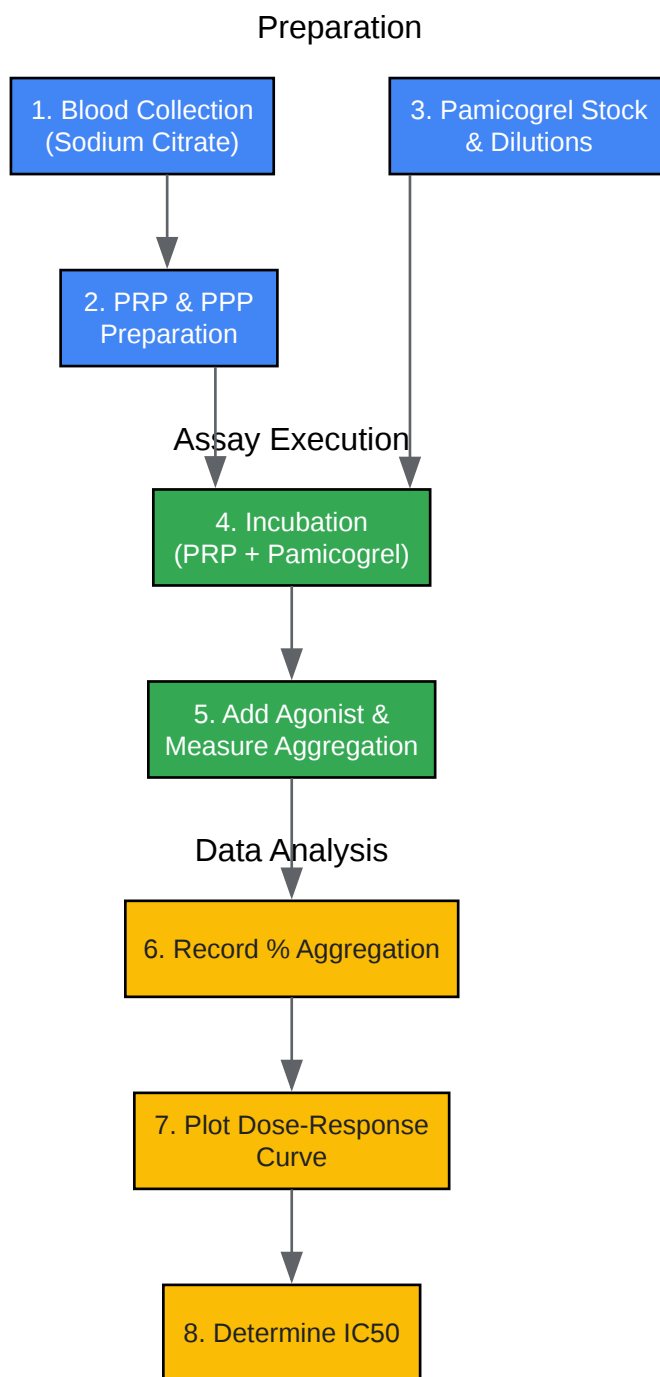 Preparation
1. Blood Collection
(Sodium Citrate)
3. Pamicogrel Stock
& Dilutions
2. PRP & PPP
Preparation
Assay Execution
4. Incubation
(PRP + Pamicogrel)
5. Add Agonist &
Measure Aggregation
Data Analysis
6. Record % Aggregation
7. Plot Dose-Response
Curve
8. Determine IC50